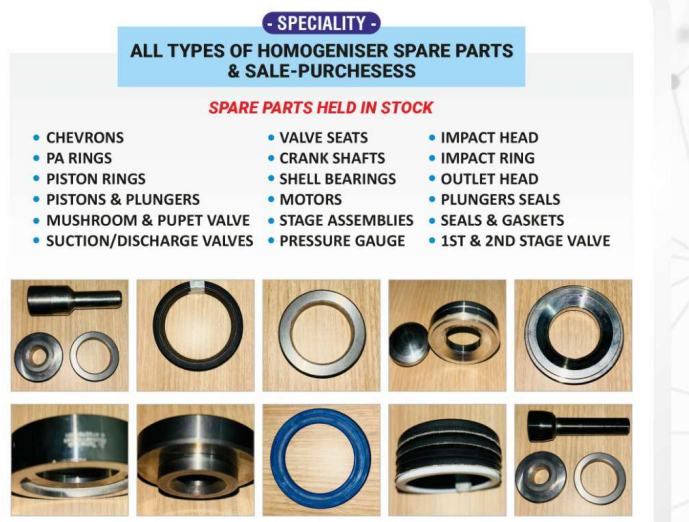 - SPECIALITY -
ALL TYPES OF HOMOGENISER SPARE PARTS
& SALE-PURCHESESS
SPARE PARTS HELD IN STOCK
• CHEVRONS
• PA RINGS
• PISTON RINGS
• PISTONS & PLUNGERS
• MUSHROOM & PUPET VALVE
• SUCTION/DISCHARGE VALVES
• VALVE SEATS
• CRANK SHAFTS
• SHELL BEARINGS
• MOTORS
• STAGE ASSEMBLIES
• PRESSURE GAUGE
• IMPACT HEAD
• IMPACT RING
• OUTLET HEAD
• PLUNGERS SEALS
• SEALS & GASKETS
• 1ST & 2ND STAGE VALVE